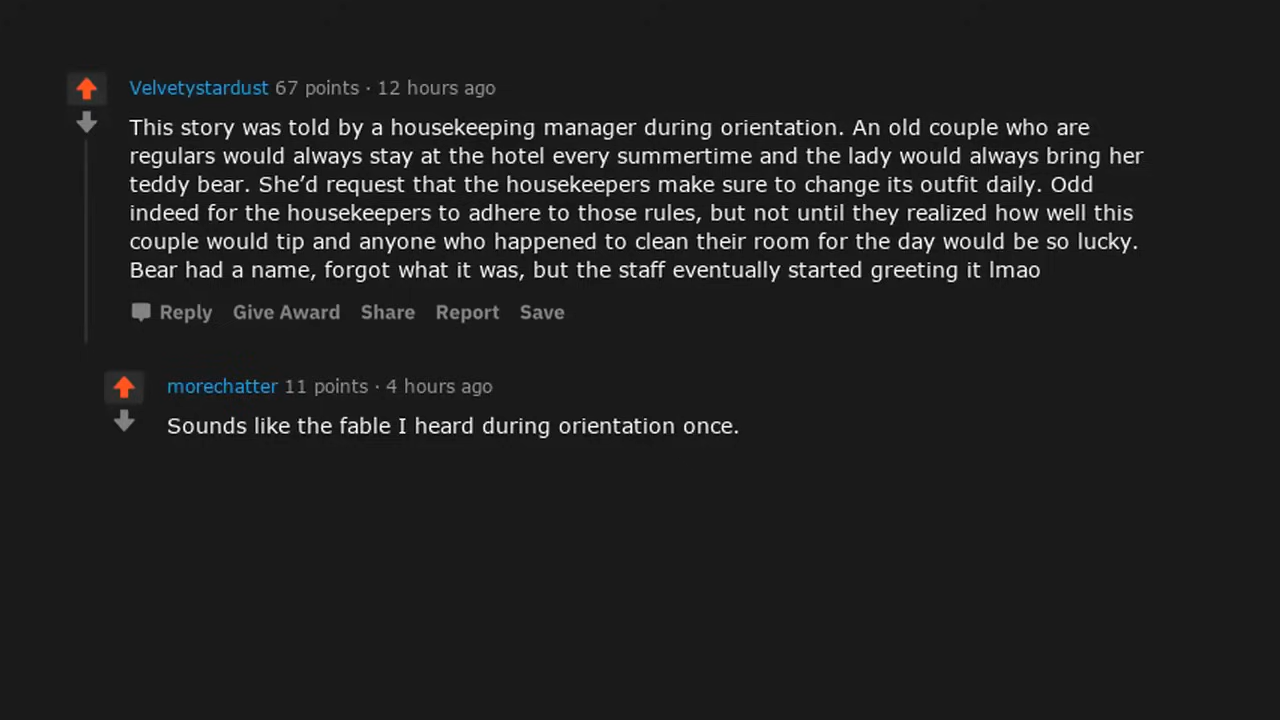 Velvetystardust 67 points · 12 hours ago
This story was told by a housekeeping manager during orientation. An old couple who are
regulars would always stay at the hotel every summertime and the lady would always bring her
teddy bear. She’d request that the housekeepers make sure to change its outfit daily. Odd
indeed for the housekeepers to adhere to those rules, but not until they realized how well this
couple would tip and anyone who happened to clean their room for the day would be so lucky.
Bear had a name, forgot what it was, but the staff eventually started greeting it lmao
Reply Give Award Share Report Save
morechatter 11 points · 4 hours ago
Sounds like the fable I heard during orientation once.